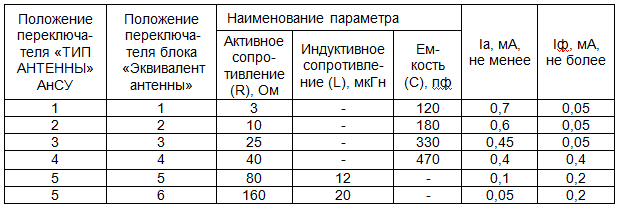 Положение переключа-теля «ТИП АНТЕННЫ» АнСУ
Положение переключа-теля блока «Эквивалент антенны»
Наименование параметра
Iа, мА, не менее
Iф, мА, не более
Активное сопро-тивление (R), Ом
Индуктивное сопротивле-ние (L), мкГн
Ем-кость (C), пф
1 1 3 - 120 0,7 0,05
2 2 10 - 180 0,6 0,05
3 3 25 - 330 0,45 0,05
4 4 40 - 470 0,4 0,4
5 5 80 12 - 0,1 0,2
5 6 160 20 - 0,05 0,2